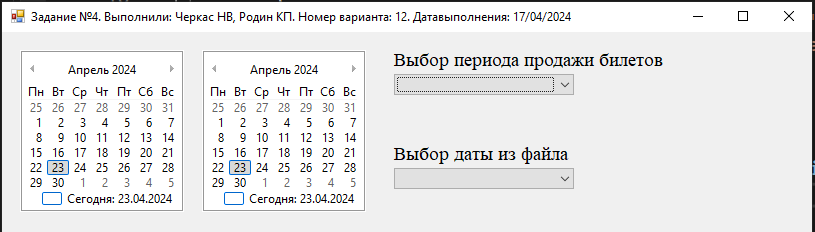 Задание №4. Выполнили: Черкас НВ, Родин КП. Номер варианта: 12. Датавыполнения: 17/04/2024
Апрель 2024
Пн Вт Ср Чт Пт Сб Вс
25 26 27 28 29 30 31
1 2 3 4 5 6 7
8 9 10 11 12 13 14
15 16 17 18 19 20 21
22 23 24 25 26 27 28
29 30 1 2 3 4 5
Сегодня: 23.04.2024
Апрель 2024
Пн Вт Ср Чт Пт Сб Вс
25 26 27 28 29 30 31
1 2 3 4 5 6 7
8 9 10 11 12 13 14
15 16 17 18 19 20 21
22 23 24 25 26 27 28
29 30 1 2 3 4 5
Сегодня: 23.04.2024
Выбор периода продажи билетов
Выбор даты из файла